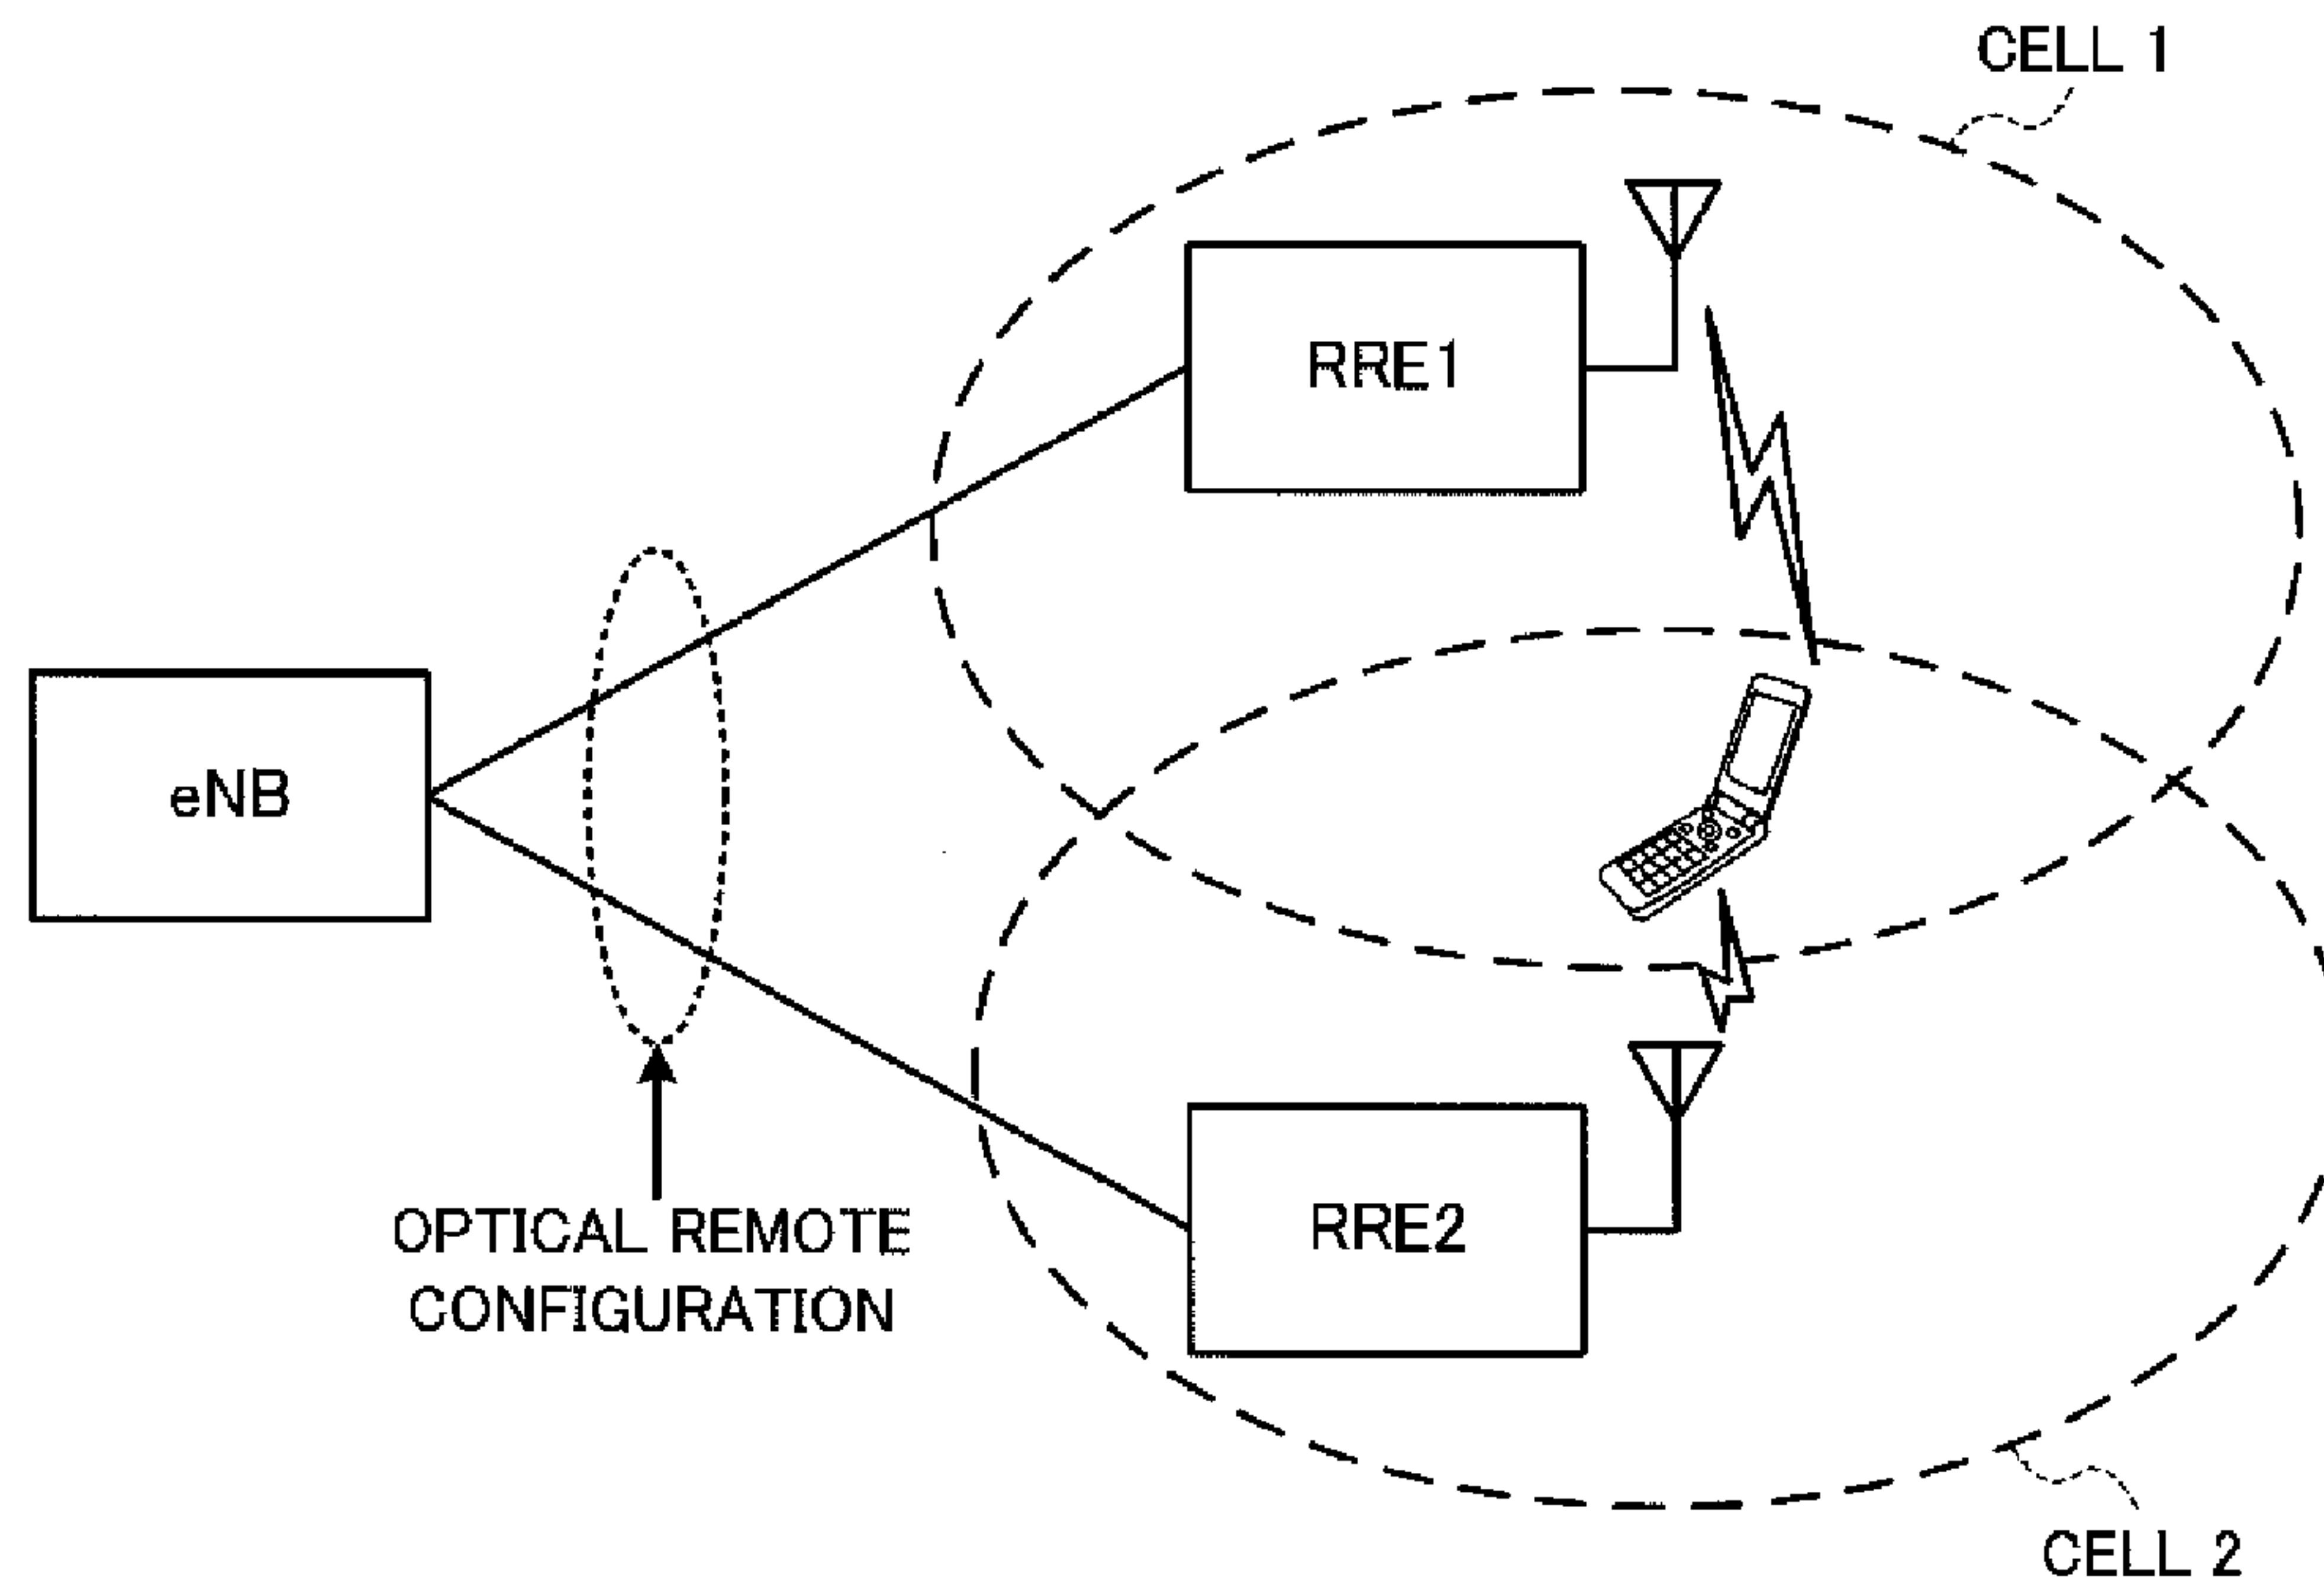 CELL 1
RRE1
eNB
OPTICAL REMOTE
CONFIGURATION
RRE2
CELL 2